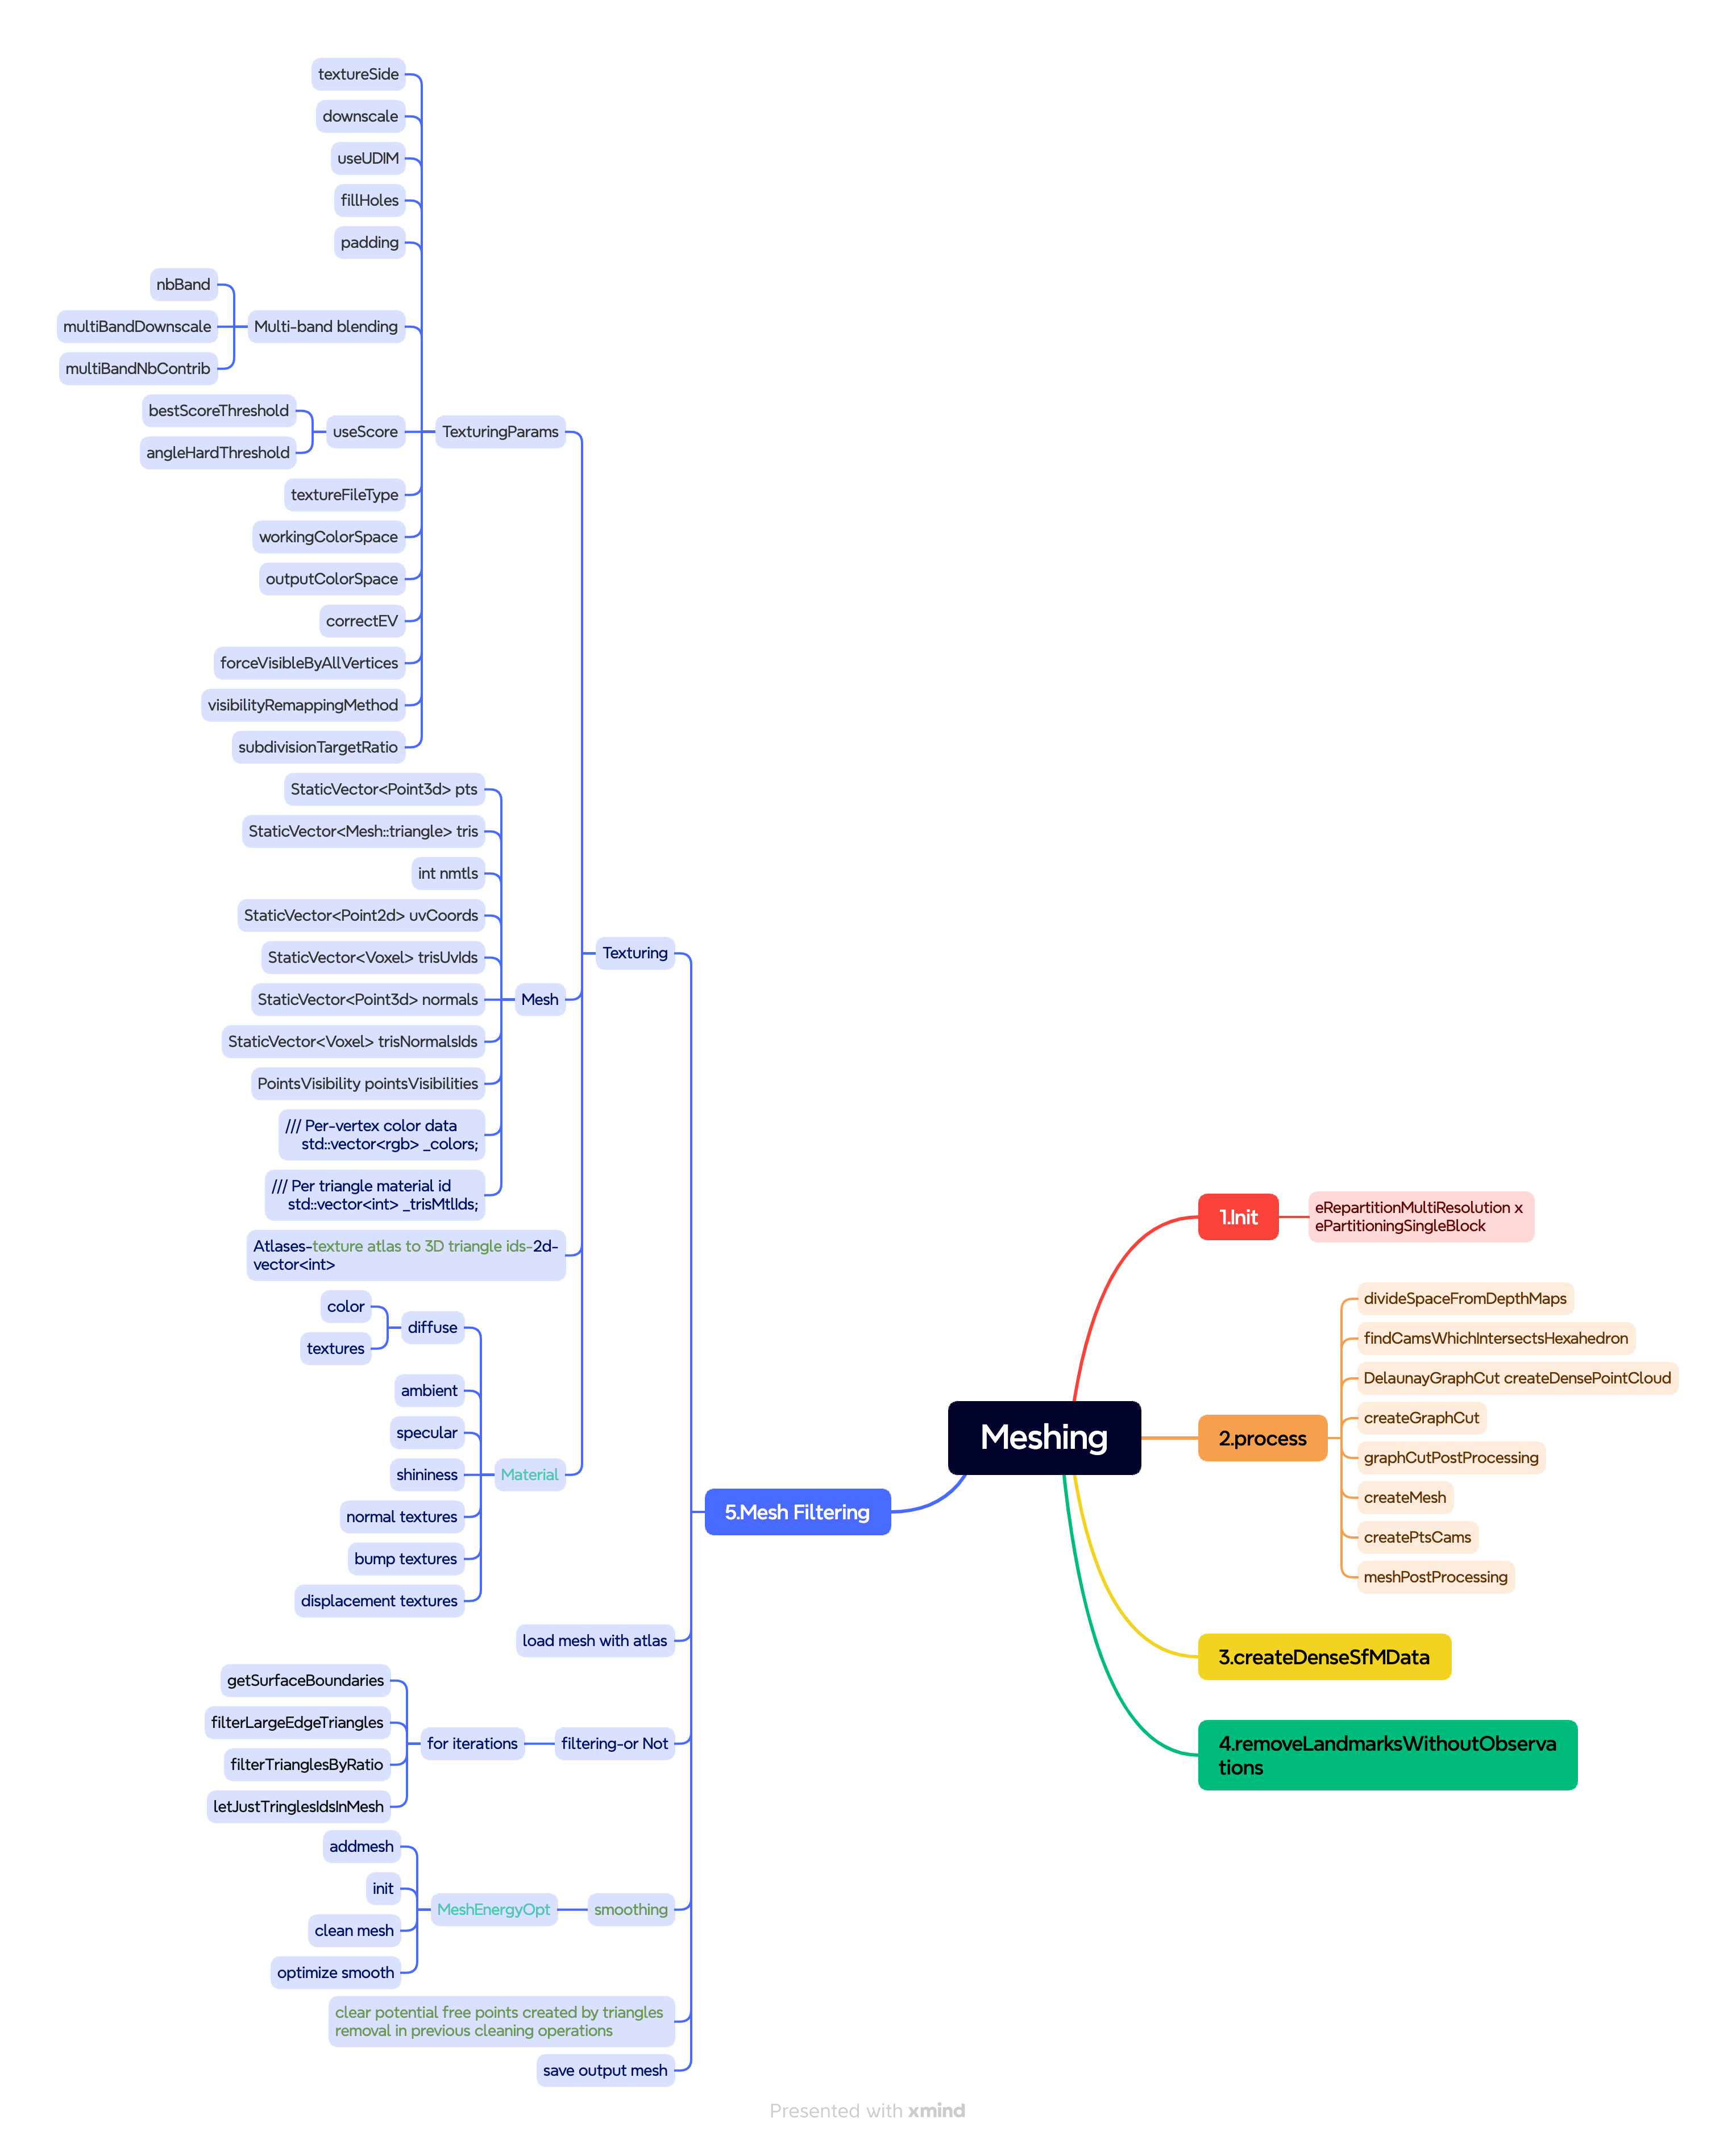 Meshing
1.Init
eRepartitionMultiResolution x
ePartitioningSingleBlock
2.process
divideSpaceFromDepthMaps
findCamsWhichIntersectsHexahedron
DelaunayGraphCut createDensePointCloud
createGraphCut
graphCutPostProcessing
createMesh
createPtsCams
meshPostProcessing
3.createDenseSfMData
4.removeLandmarksWithoutObserva
tions
5.Mesh Filtering
Texturing
TexturingParams
textureSide
downscale
useUDIM
fillHoles
padding
Multi-band blending
nbBand
multiBandDownscale
multiBandNbContrib
useScore
bestScoreThreshold
angleHardThreshold
textureFileType
workingColorSpace
outputColorSpace
correctEV
forceVisibleByAllVertices
visibilityRemappingMethod
subdivisionTargetRatio
Mesh
StaticVector<Point3d> pts
StaticVector<Mesh::triangle> tris
int nmtls
StaticVector<Point2d> uvCoords
StaticVector<Voxel> trisUvIds
StaticVector<Point3d> normals
StaticVector<Voxel> trisNormalsIds
PointsVisibility pointsVisibilities
/// Per-vertex color data
std::vector<rgb> _colors;
/// Per triangle material id
std::vector<int> _trisMtlIds;
Atlases-texture atlas to 3D triangle ids-2d-
vector<int>
Material
diffuse
color
textures
ambient
specular
shininess
normal textures
bump textures
displacement textures
load mesh with atlas
filtering-or Not
for iterations
getSurfaceBoundaries
filterLargeEdgeTriangles
filterTrianglesByRatio
letJustTringlesIdsInMesh
smoothing
MeshEnergyOpt
addmesh
init
clean mesh
optimize smooth
clear potential free points created by triangles
removal in previous cleaning operations
save output mesh
Presented with xmind